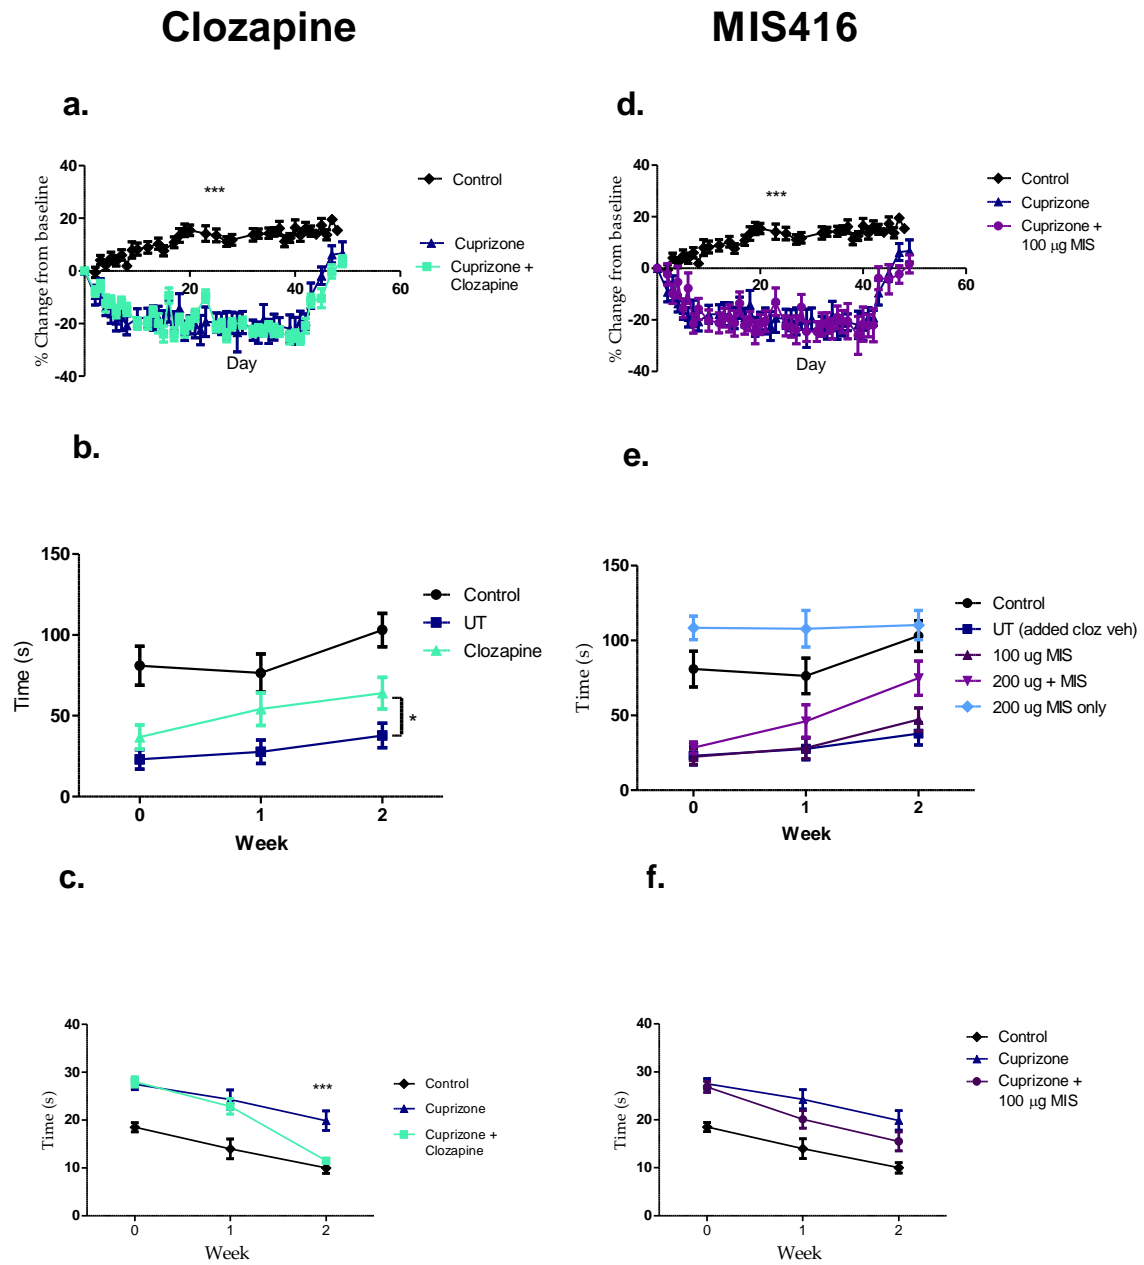 Clozapine
MIS416
a.
d.
% Change from baseline
40
20
0
-20
-40
20
40
60
***
Day
Control
Cuprizone
Cuprizone +
Clozapine
% Change from baseline
40
20
0
-20
-40
20
40
60
***
Day
Control
Cuprizone
Cuprizone +
100 μg MIS
b.
e.
Time (s)
150
100
50
0
0
1
2
Week
*
Control
UT
Clozapine
Time (s)
150
100
50
0
0
1
2
Week
Control
UT (added cloz veh)
100 ug MIS
200 ug + MIS
200 ug MIS only
c.
f.
Time (s)
40
30
20
10
0
0
1
2
Week
***
Control
Cuprizone
Cuprizone +
Clozapine
Time (s)
40
30
20
10
0
0
1
2
Week
Control
Cuprizone
Cuprizone +
100 μg MIS